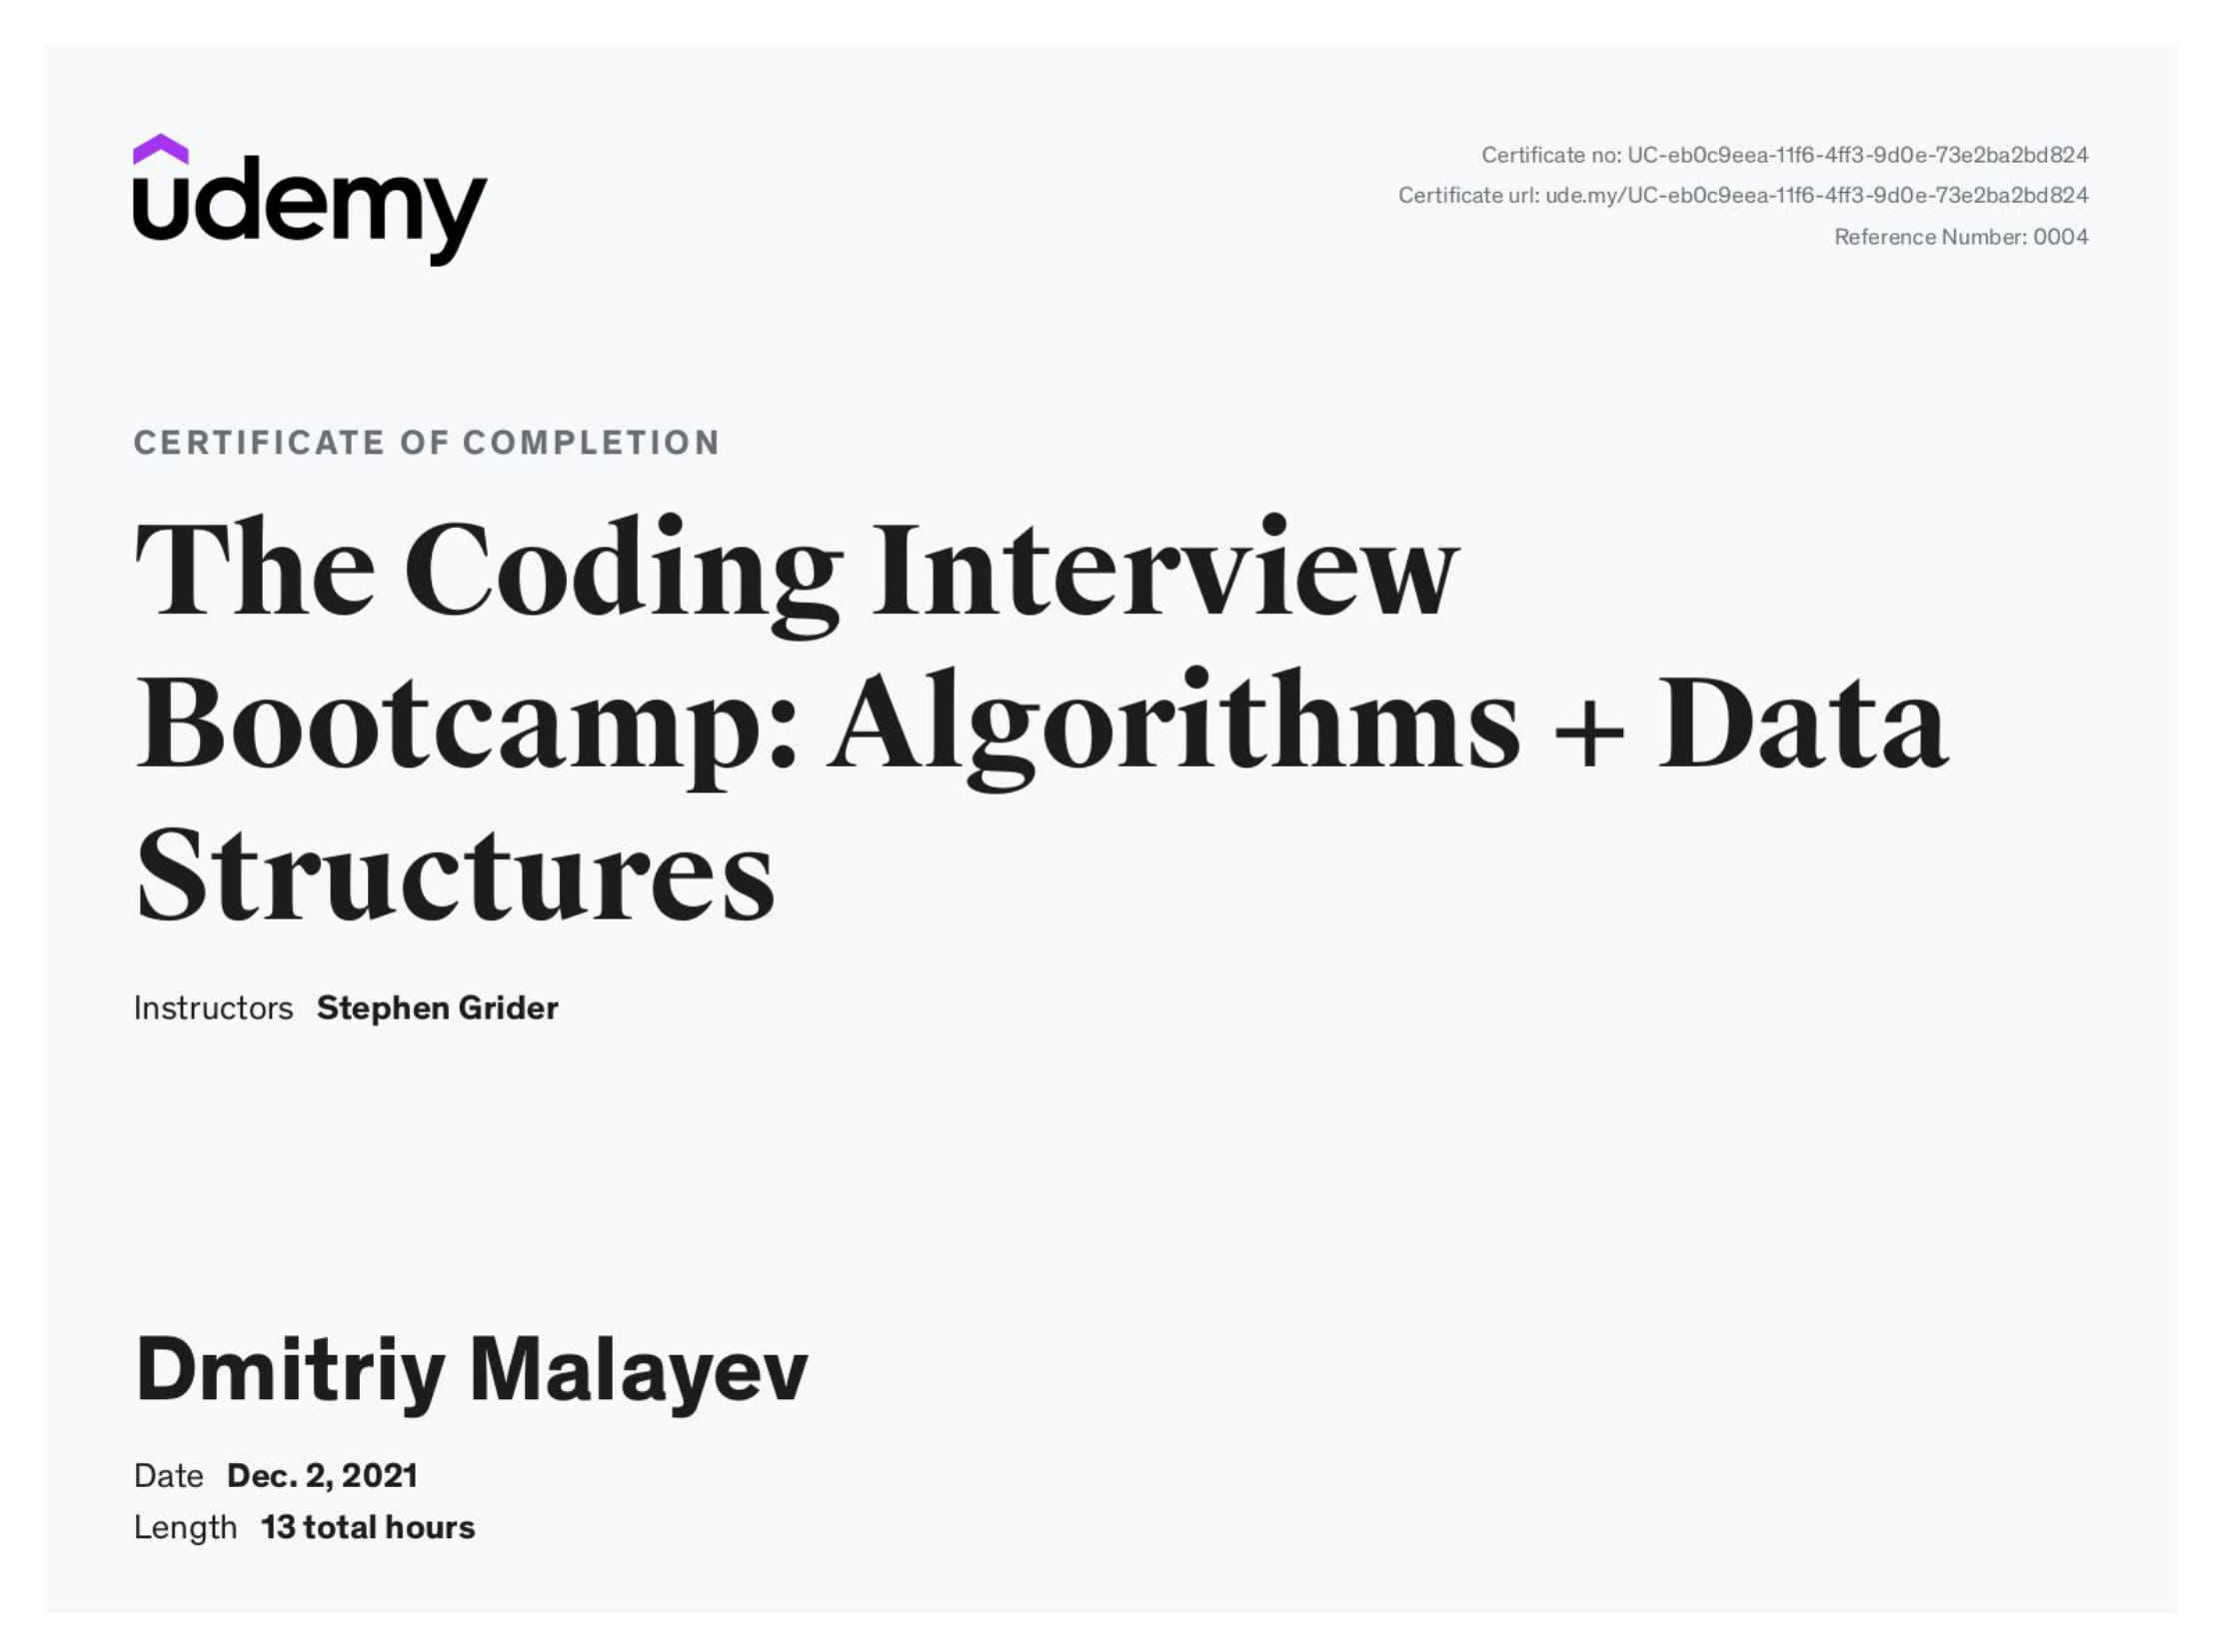 udemy
Certificate no: UC-eb0c9eea-11f6-4ff3-9d0e-73e2ba2bd824
Certificate url: ude.my/UC-eb0c9eea-11f6-4ff3-9d0e-73e2ba2bd824
Reference Number: 0004
CERTIFICATE OF COMPLETION
The Coding Interview
Bootcamp: Algorithms + Data
Structures
Instructors Stephen Grider
Dmitriy Malayev
Date Dec. 2, 2021
Length 13 total hours